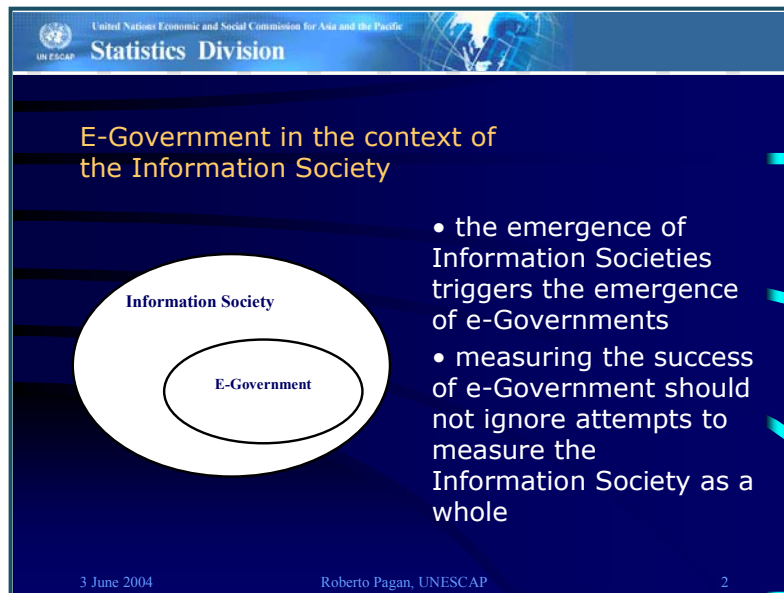 United Nations Economic and Social Commission for Asia and the Pacific
UN ESCAP
Statistics Division
E-Government in the context of
the Information Society
Information Society
E-Government
• the emergence of
Information Societies
triggers the emergence
of e-Governments
• measuring the success
of e-Government should
not ignore attempts to
measure the
Information Society as a
whole
3 June 2004
Roberto Pagan, UNESCAP
2